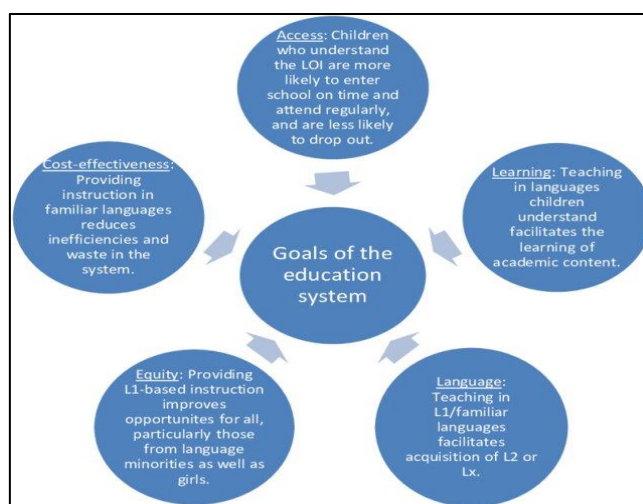 Access: Children
who understand
the LOI are more
likely to enter
school on time and
attend regularly,
and are less likely
to drop out.
Learning: Teaching
in languages
children
understand
facilitates the
learning of
academic content.
Language:
Teaching in
L1/familiar
languages
facilitates
acquisition of L2 or
Lx.
Equity: Providing
L1-based instruction
improves
opportunites for all,
particularly those
from language
minorities as well as
girls.
Cost-effectiveness:
Providing
instruction in
familiar languages
reduces
inefficiencies and
waste in the
system.
Goals of the
education
system